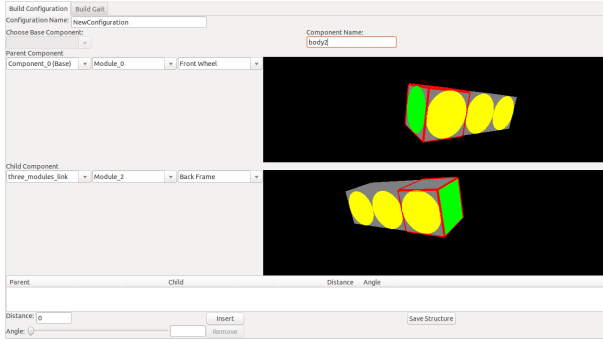 Build Configuration Build Gait
Configuration Name: NewConfiguration
Choose Base Component: Component Name:
body2
Parent Component
Component_0 (Base) Module_0 Front Wheel
Child Component
three_modules_link Module_2 Back Frame
Parent Child Distance Angle
Distance: 0 Insert Save Structure
Angle: Remove